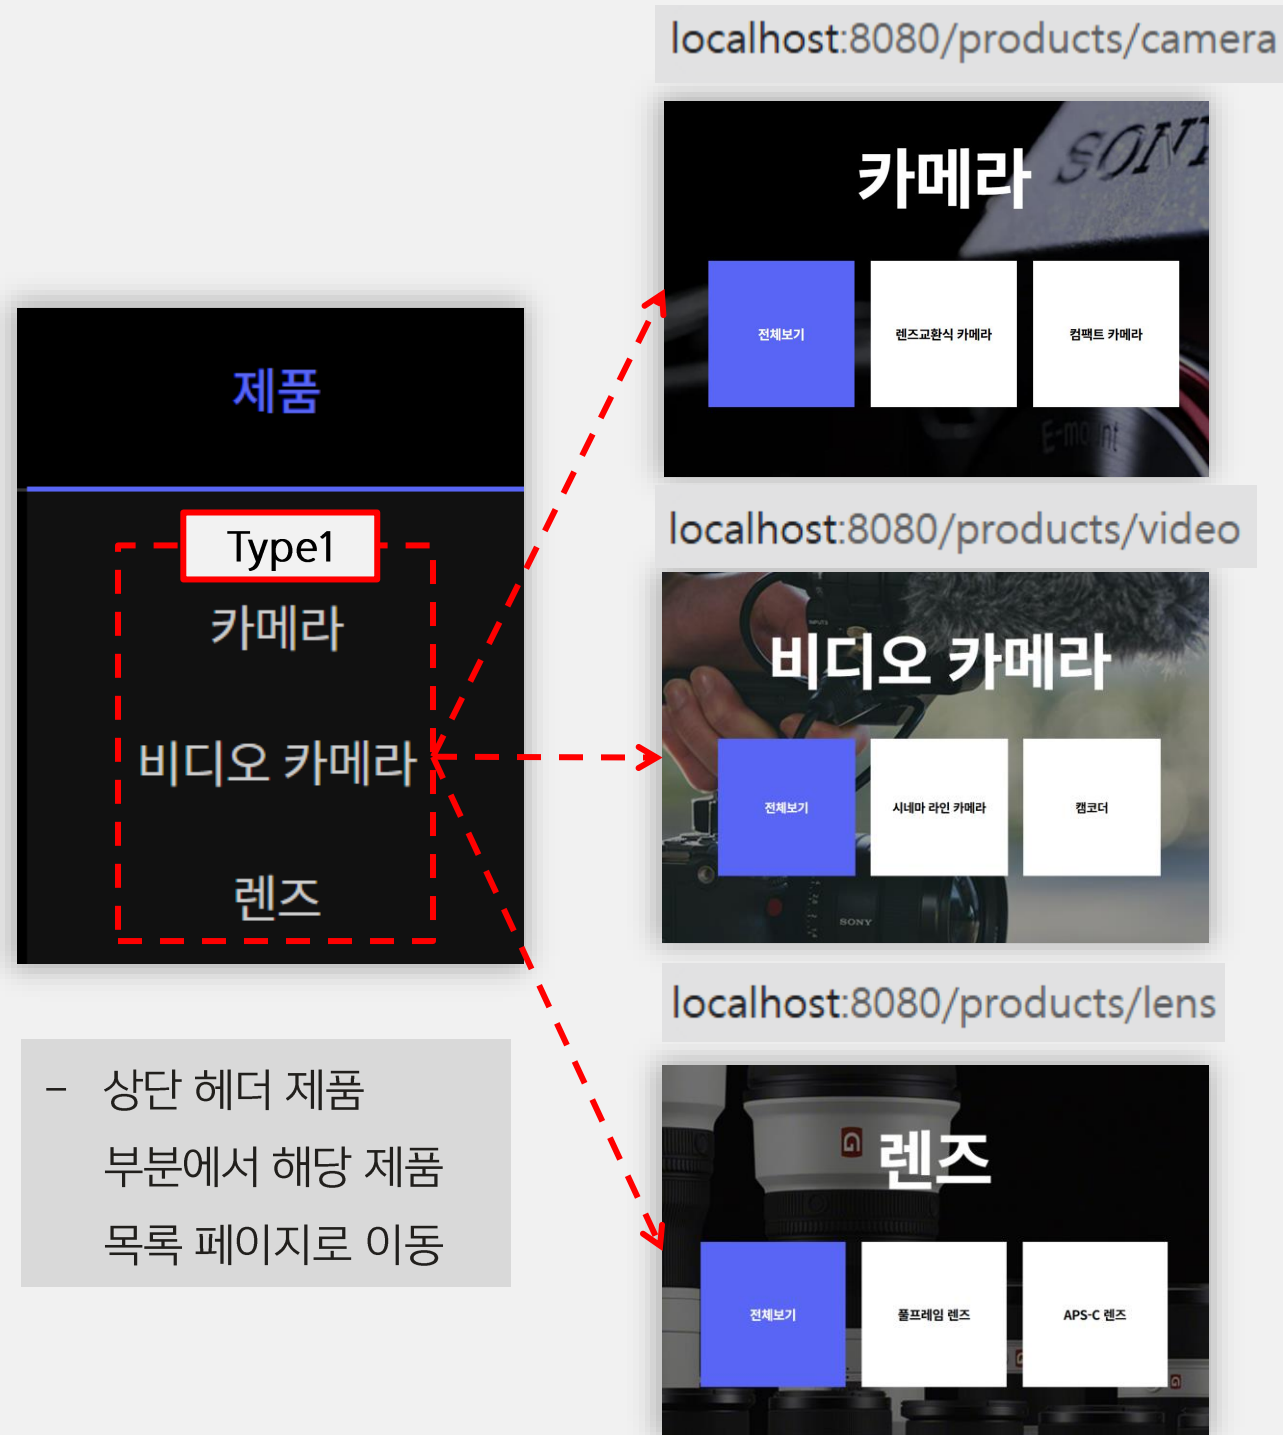 제품
Type1
카메라
비디오 카메라
렌즈
- 상단 헤더 제품
부분에서 해당 제품
목록 페이지로 이동
localhost:8080/products/camera
SONY
카메라
전체보기
렌즈교환식 카메라
컴팩트 카메라
E-mount
localhost:8080/products/video
비디오 카메라
전체보기
시네마 라인 카메라
캠코더
SONY
localhost:8080/products/lens
G
렌즈
전체보기
풀프레임 렌즈
APS-C 렌즈